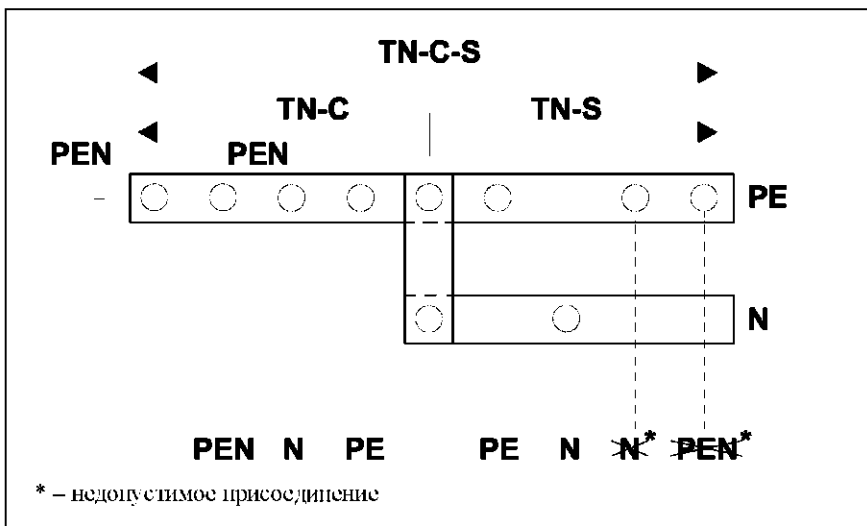 TN-C-S
TN-C TN-S
PEN PEN
PE
N
PEN N PE PE N N* PEN*
* – недопустимое присоединение